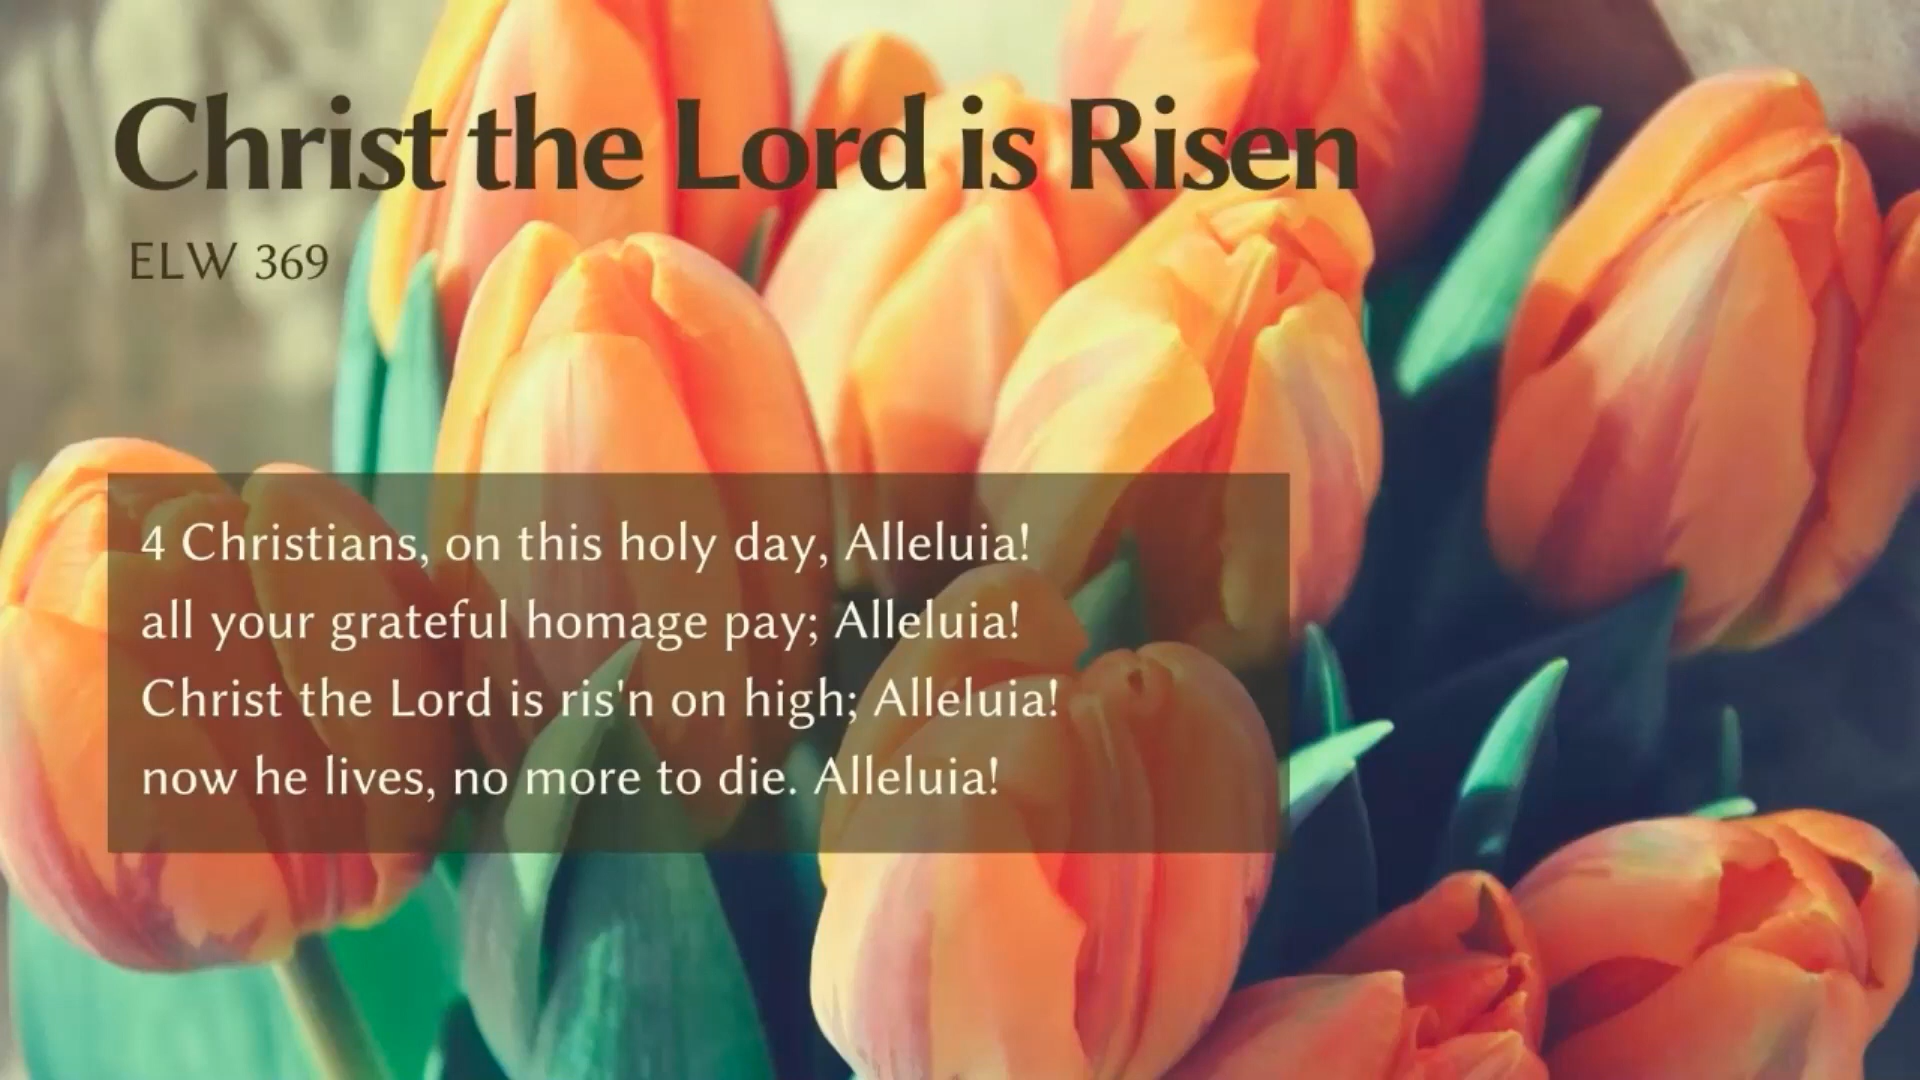 Christ the Lord is Risen
ELW 369
4 Christians, on this holy day, Alleluia!
all your grateful homage pay; Alleluia!
Christ the Lord is ris'n on high; Alleluia!
now he lives, no more to die. Alleluia!